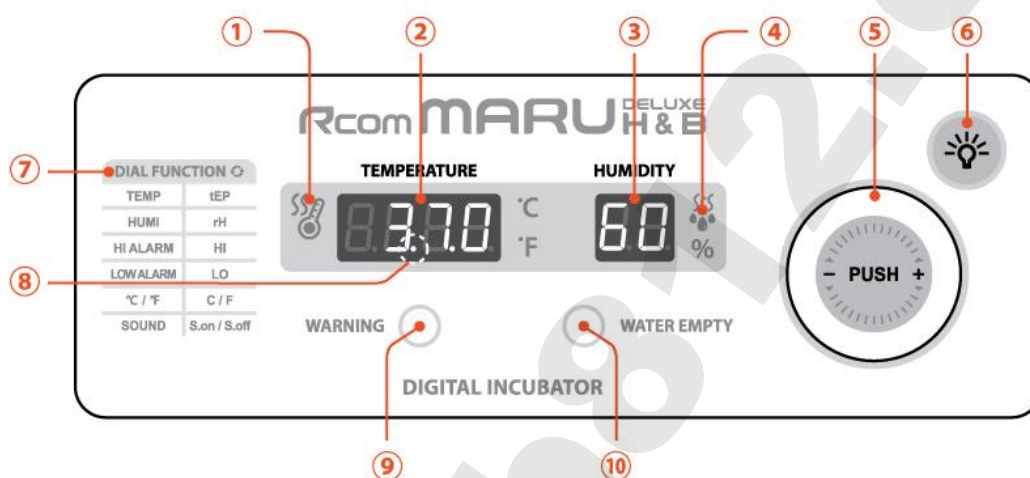 ① ② ③ ④ ⑤ ⑥
Rcom MARU DELUXE H & B
⑦ DIAL FUNCTION
TEMP tEP
HUMI rH
HI ALARM HI
LOW ALARM LO
℃ / ℉ C / F
SOUND S.on / S.off
TEMPERATURE HUMIDITY
3.7.0 °C °F 60 %
⑧
- PUSH +
WARNING WATER EMPTY
DIGITAL INCUBATOR
⑨ ⑩